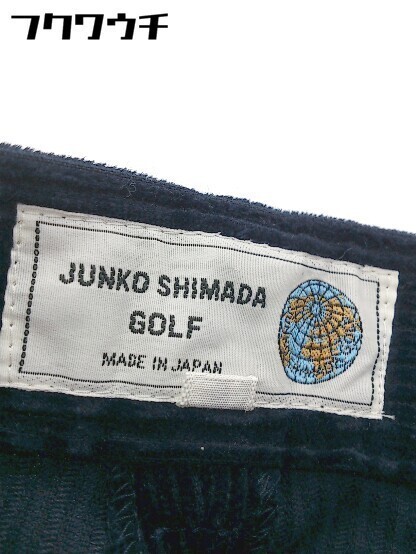 フクワウチ
JUNKO SHIMADA
GOLF
MADE IN JAPAN